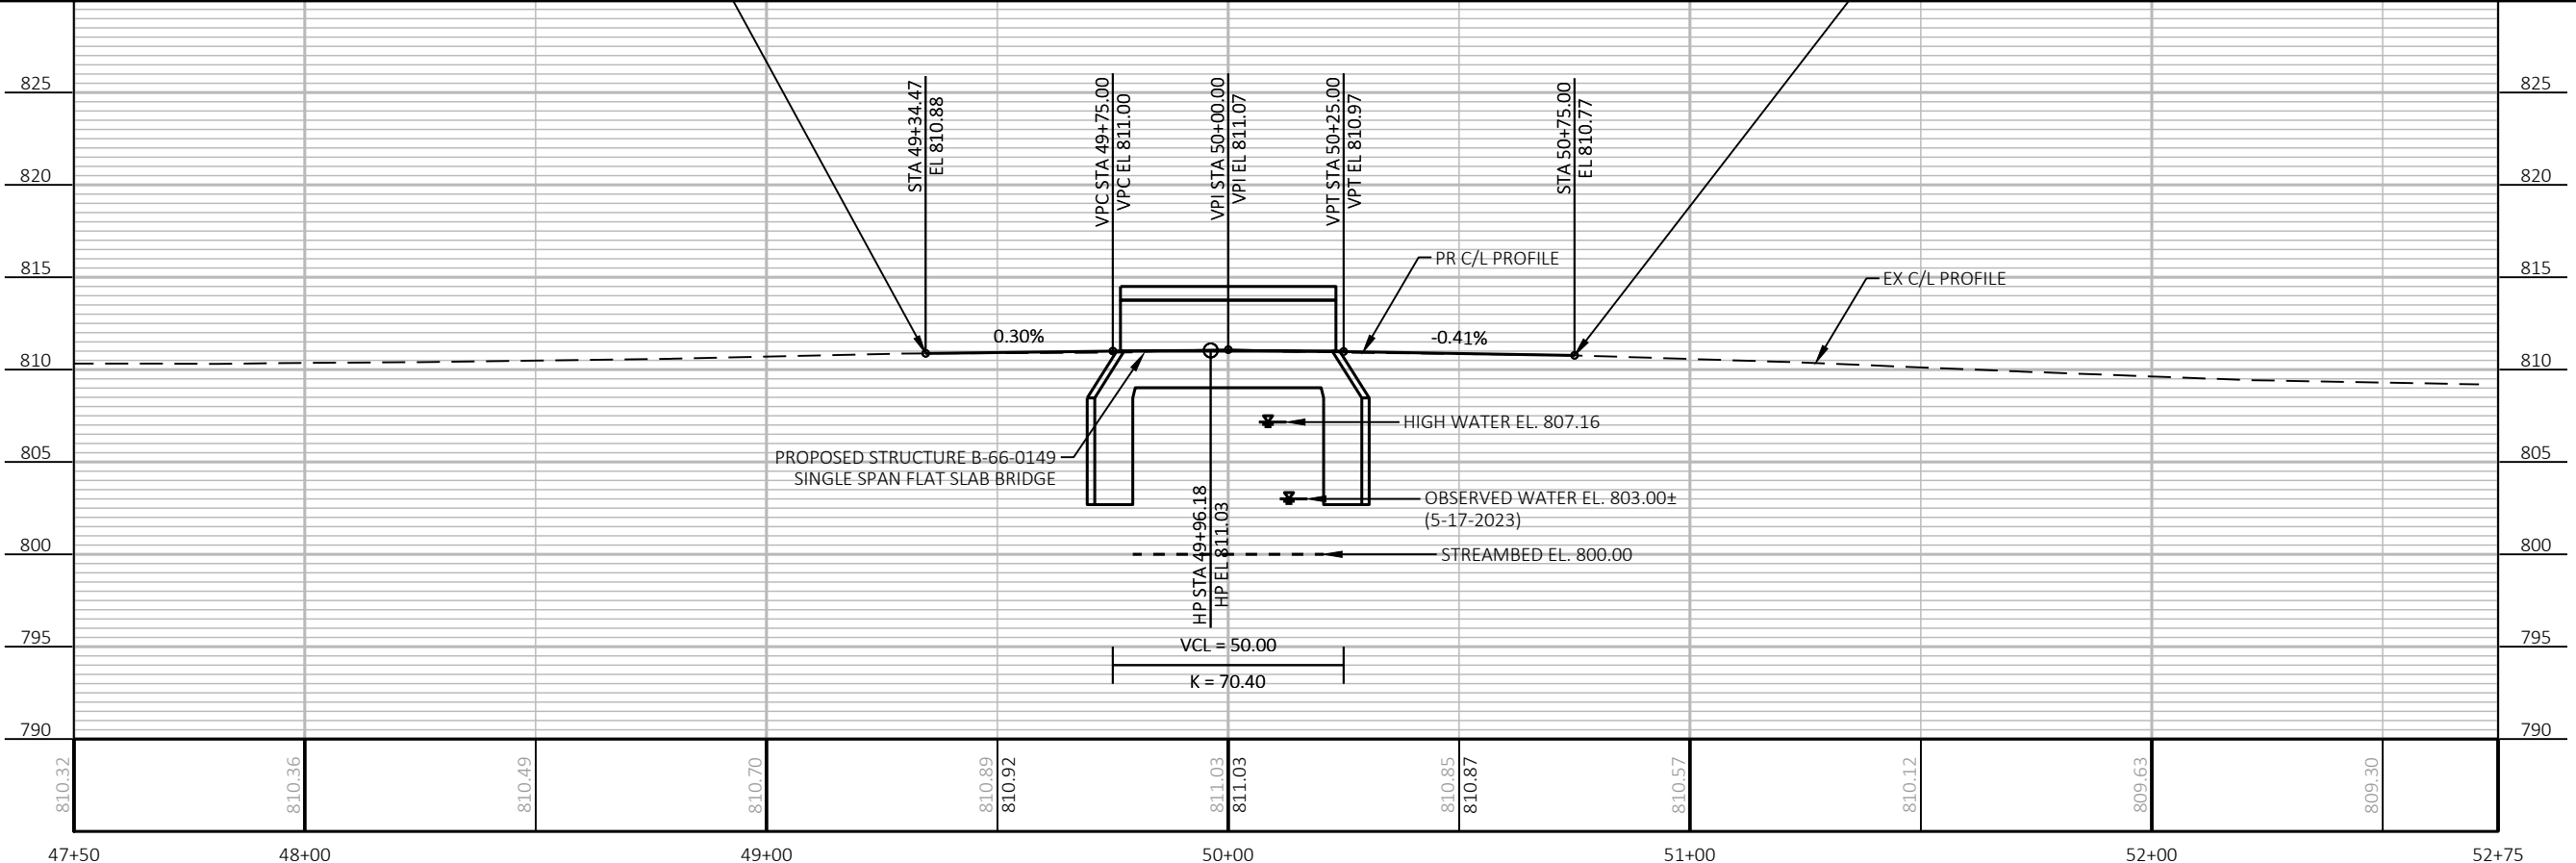 825
820
815
810
805
800
795
790
STA 49+34.47
EL 810.88
VPC STA 49+75.00
VPC EL 811.00
VPI STA 50+00.00
VPI EL 811.07
VPT STA 50+25.00
VPT EL 810.97
STA 50+75.00
EL 810.77
825
820
815
810
805
800
795
790
PR C/L PROFILE
EX C/L PROFILE
0.30%
-0.41%
HIGH WATER EL. 807.16
PROPOSED STRUCTURE B-66-0149
SINGLE SPAN FLAT SLAB BRIDGE
OBSERVED WATER EL. 803.00±
(5-17-2023)
STREAMBED EL. 800.00
HP STA 49+96.18
HP EL 811.03
VCL = 50.00
K = 70.40
810.32
810.36
810.49
810.70
810.89
810.92
811.03
811.03
810.85
810.87
810.57
810.12
809.63
809.30
47+50
48+00
49+00
50+00
51+00
52+00
52+75